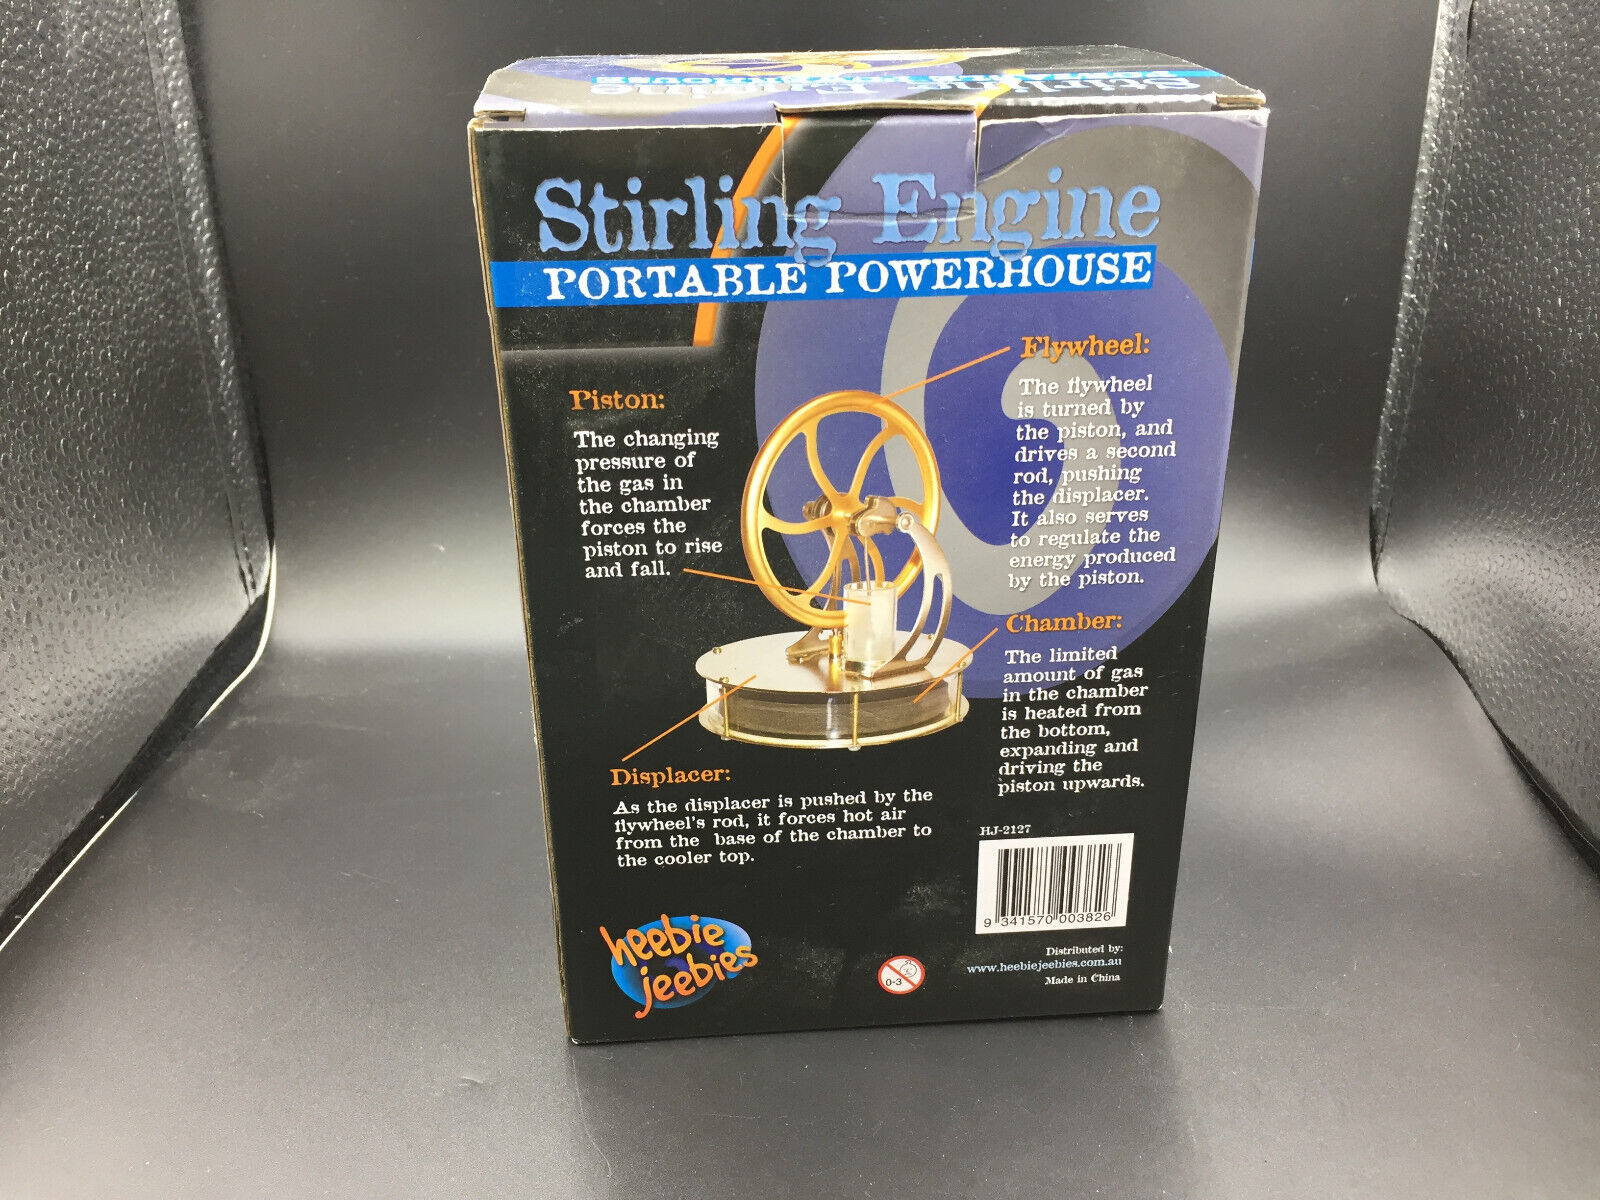 Stirling Engine
PORTABLE POWERHOUSE
Stirling Engine
PORTABLE POWERHOUSE
Flywheel:
The flywheel
is turned by
the piston, and
drives a second
rod, pushing
the displacer.
It also serves
to regulate the
energy produced
by the piston.
Piston:
The changing
pressure of
the gas in
the chamber
forces the
piston to rise
and fall.
Chamber:
The limited
amount of gas
in the chamber
is heated from
the bottom,
expanding and
driving the
piston upwards.
Displacer:
As the displacer is pushed by the
flywheel's rod, it forces hot air
from the base of the chamber to
the cooler top.
HJ-2127
9 341570 003826
heebie
jeebies
0-3
Distributed by:
www.heebiejeebies.com.au
Made in China